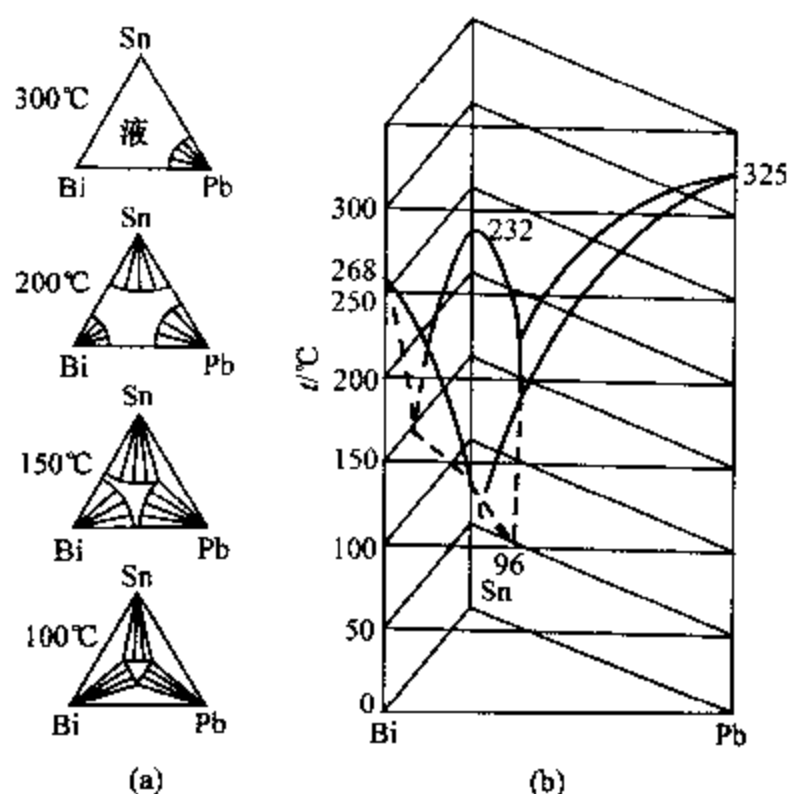 Sn
300℃
液
Bi Pb
Sn
200℃
Bi Pb
Sn
150℃
Bi Pb
Sn
100℃
Bi Pb
(a)
325
300
232
268
250
t/℃
200
150
100
96
Sn
50
0
Bi Pb
(b)